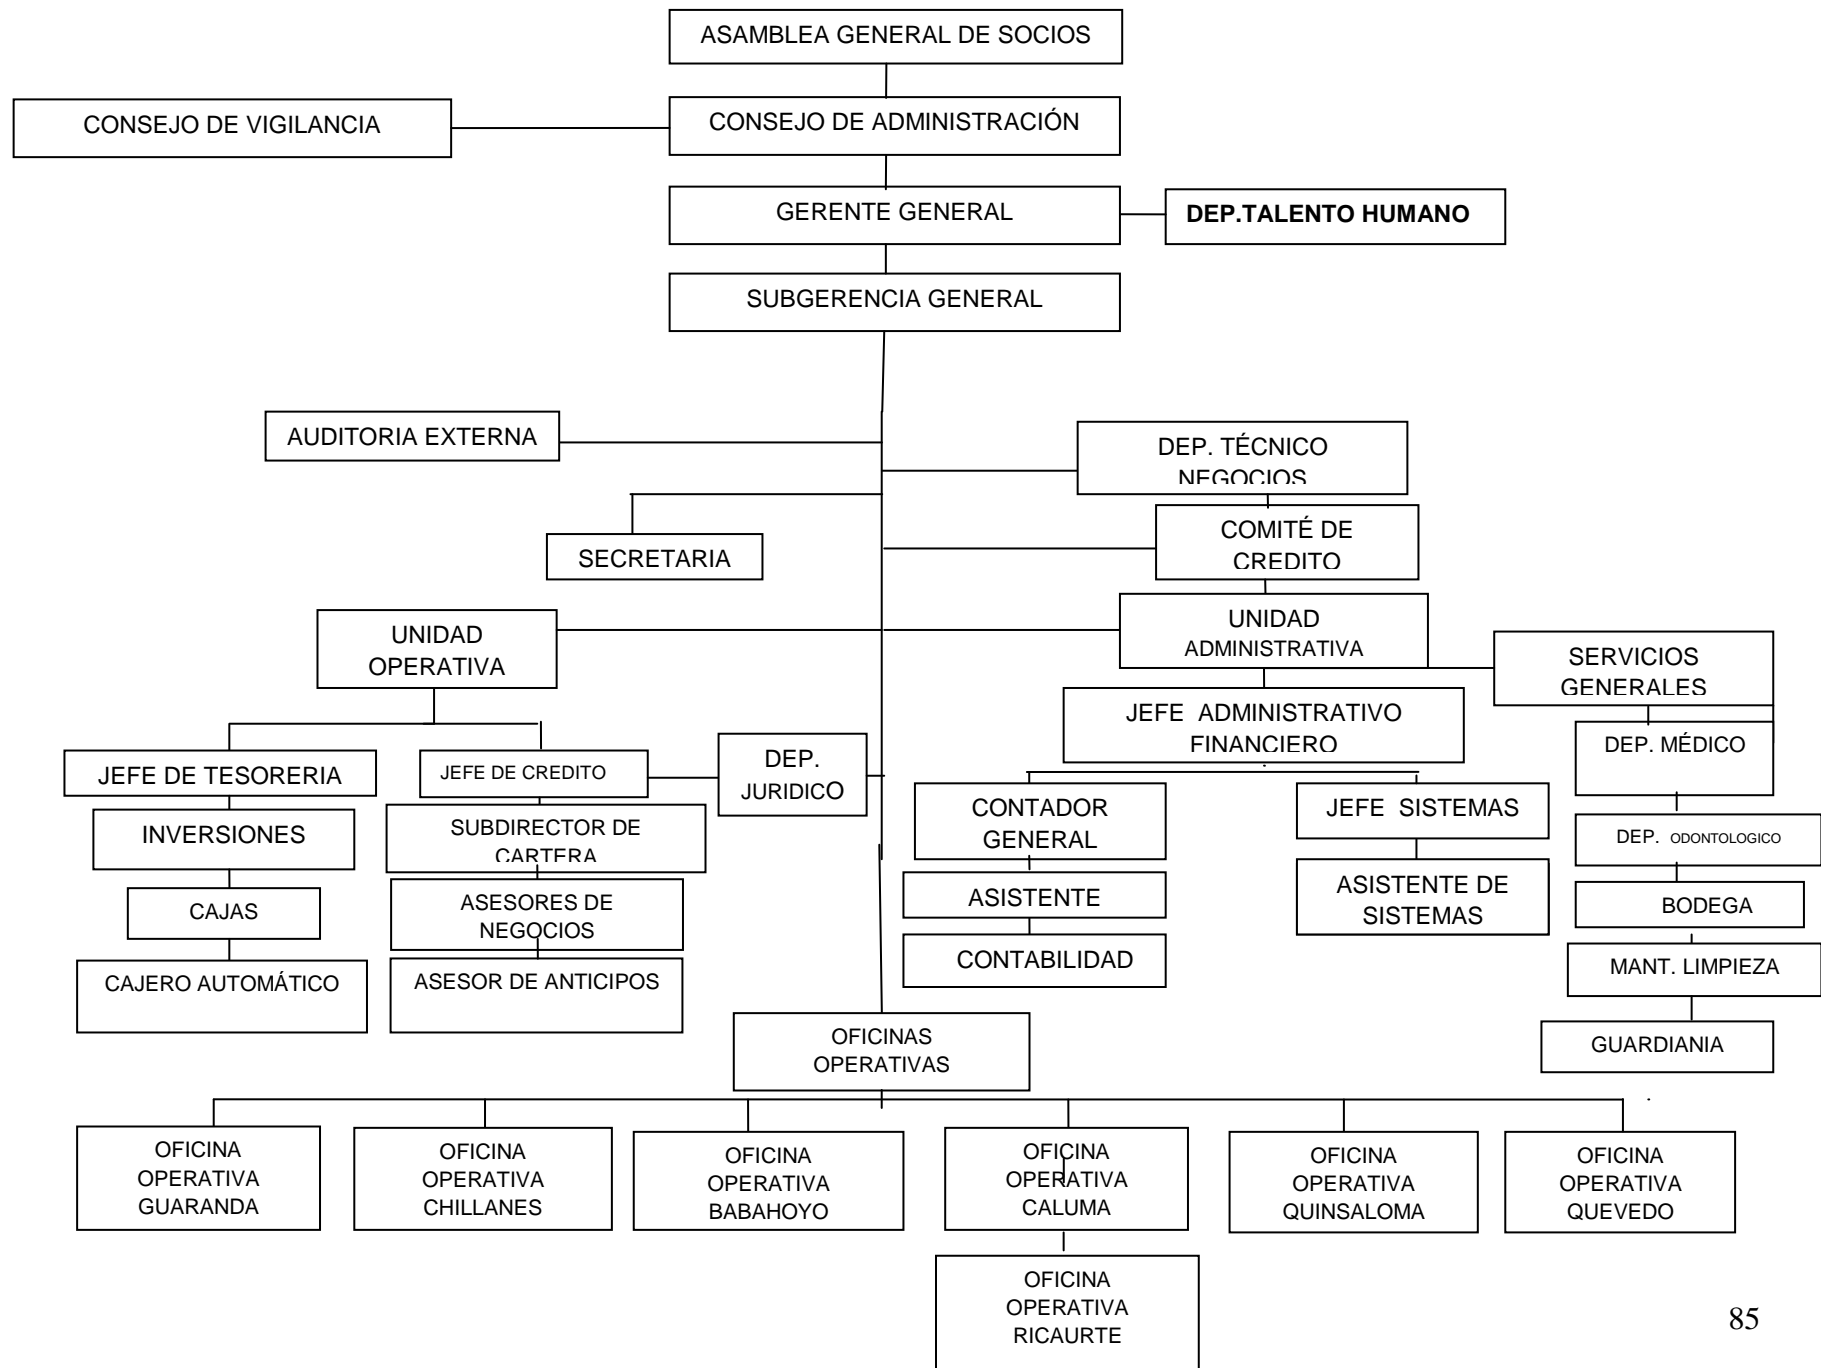 ASAMBLEA GENERAL DE SOCIOS
CONSEJO DE VIGILANCIA
CONSEJO DE ADMINISTRACIÓN
GERENTE GENERAL
DEP.TALENTO HUMANO
SUBGERENCIA GENERAL
AUDITORIA EXTERNA
DEP. TÉCNICO
NEGOCIOS
SECRETARIA
COMITÉ DE
CREDITO
UNIDAD
OPERATIVA
UNIDAD
ADMINISTRATIVA
SERVICIOS
GENERALES
JEFE ADMINISTRATIVO
FINANCIERO
JEFE DE TESORERIA
JEFE DE CREDITO
DEP.
JURIDICO
DEP. MÉDICO
INVERSIONES
SUBDIRECTOR DE
CARTERA
CONTADOR
GENERAL
JEFE SISTEMAS
DEP. ODONTOLOGICO
CAJAS
ASESORES DE
NEGOCIOS
ASISTENTE
ASISTENTE DE
SISTEMAS
BODEGA
CAJERO AUTOMÁTICO
ASESOR DE ANTICIPOS
CONTABILIDAD
MANT. LIMPIEZA
OFICINAS
OPERATIVAS
GUARDIANIA
OFICINA
OPERATIVA
GUARANDA
OFICINA
OPERATIVA
CHILLANES
OFICINA
OPERATIVA
BABAHOYO
OFICINA
OPERATIVA
CALUMA
OFICINA
OPERATIVA
QUINSALOMA
OFICINA
OPERATIVA
QUEVEDO
OFICINA
OPERATIVA
RICAURTE
85